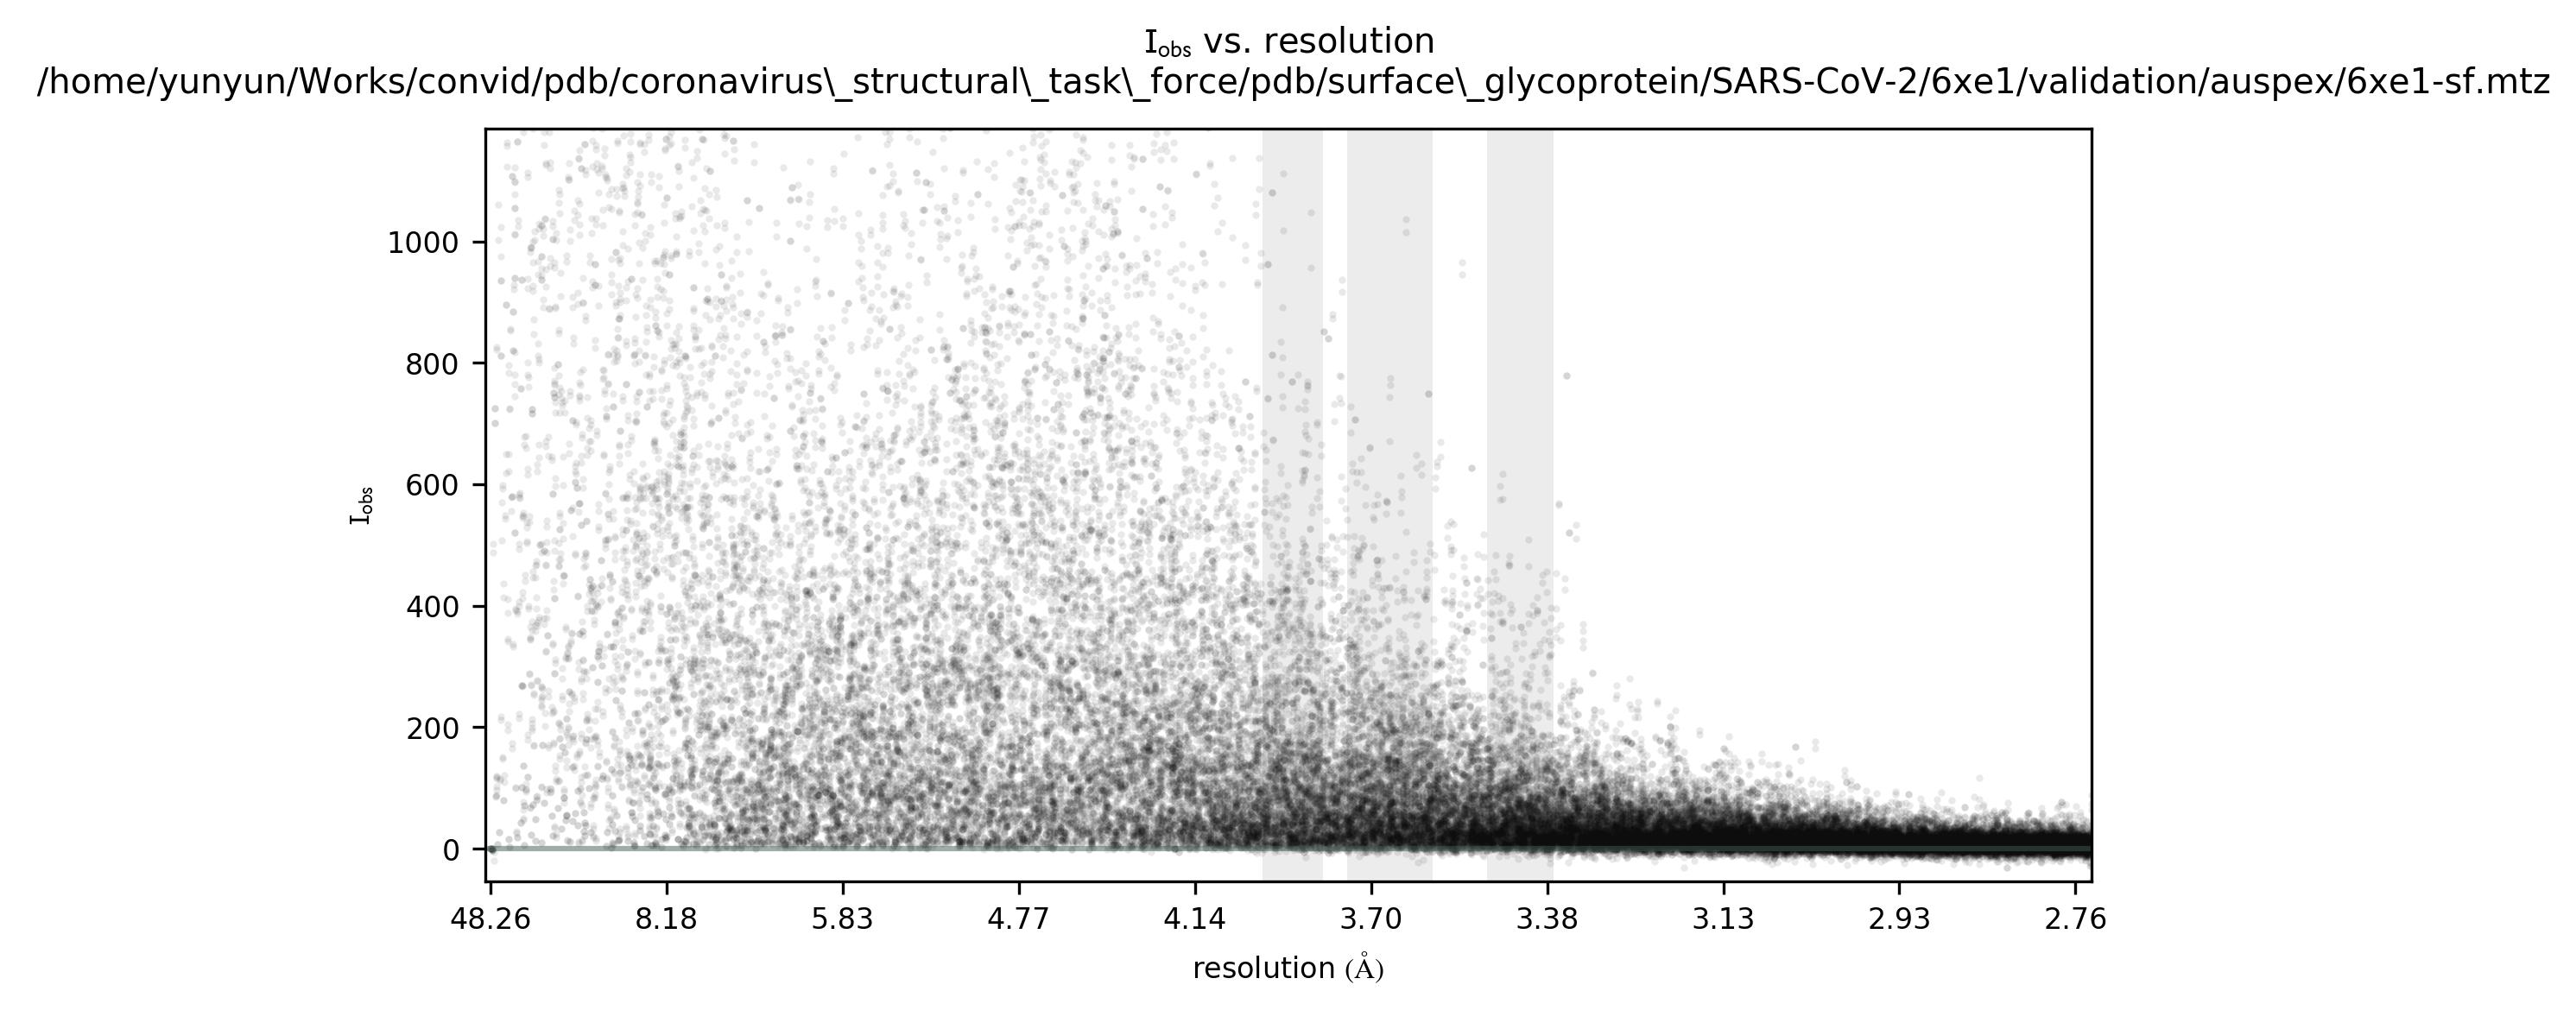 Iobs vs. resolution
/home/yunyun/Works/convid/pdb/coronavirus\_structural\_task\_force/pdb/surface\_glycoprotein/SARS-CoV-2/6xe1/validation/auspex/6xe1-sf.mtz
Iobs
1000
800
600
400
200
0
48.26 8.18 5.83 4.77 4.14 3.70 3.38 3.13 2.93 2.76
resolution (Å)